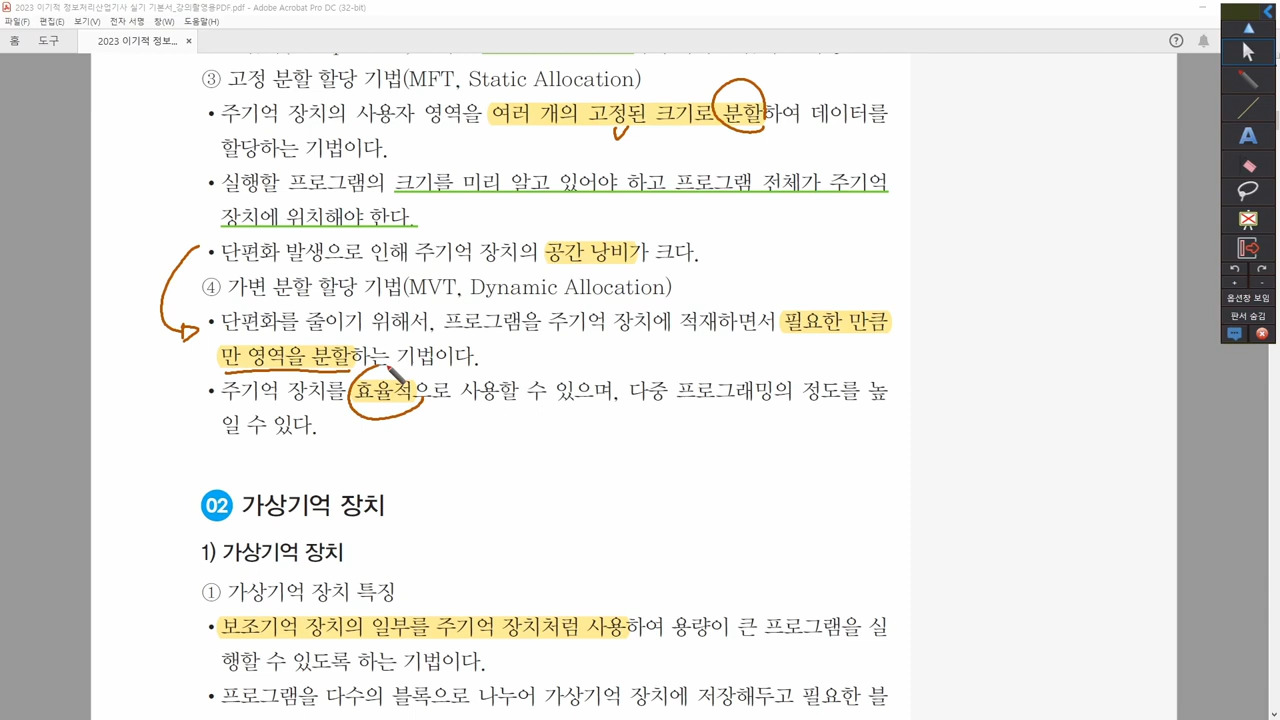 2023 이기적 정보처리산업기사 실기 기본서_강의촬영용PDF.pdf - Adobe Acrobat Pro DC (32-bit)
파일(F) 편집(E) 보기(V) 전자 서명 창(W) 도움말(H)
홈 도구 2023 이기적 정보... ×
③ 고정 분할 할당 기법(MFT, Static Allocation)
• 주기억 장치의 사용자 영역을 여러 개의 고정된 크기로 분할하여 데이터를
할당하는 기법이다.
• 실행할 프로그램의 크기를 미리 알고 있어야 하고 프로그램 전체가 주기억
장치에 위치해야 한다.
• 단편화 발생으로 인해 주기억 장치의 공간 낭비가 크다.
④ 가변 분할 할당 기법(MVT, Dynamic Allocation)
• 단편화를 줄이기 위해서, 프로그램을 주기억 장치에 적재하면서 필요한 만큼
만 영역을 분할하는 기법이다.
• 주기억 장치를 효율적으로 사용할 수 있으며, 다중 프로그래밍의 정도를 높
일 수 있다.
02 가상기억 장치
1) 가상기억 장치
① 가상기억 장치 특징
• 보조기억 장치의 일부를 주기억 장치처럼 사용하여 용량이 큰 프로그램을 실
행할 수 있도록 하는 기법이다.
• 프로그램을 다수의 블록으로 나누어 가상기억 장치에 저장해두고 필요한 블
A
옵션창 보임
판서 숨김